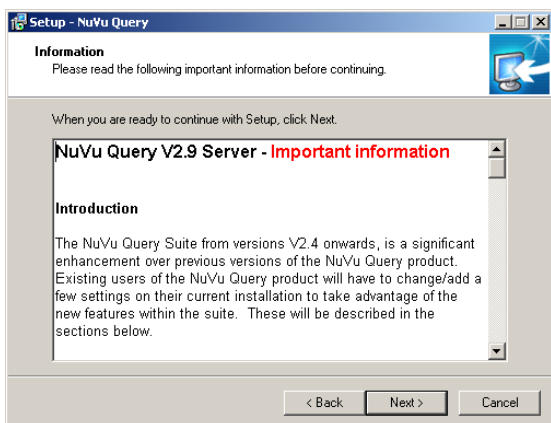 Setup - NuVu Query
Information
Please read the following important information before continuing.
When you are ready to continue with Setup, click Next.
NuVu Query V2.9 Server - Important information
Introduction
The NuVu Query Suite from versions V2.4 onwards, is a significant
enhancement over previous versions of the NuVu Query product.
Existing users of the NuVu Query product will have to change/add a
few settings on their current installation to take advantage of the
new features within the suite.  These will be described in the
sections below.
< Back
Next >
Cancel